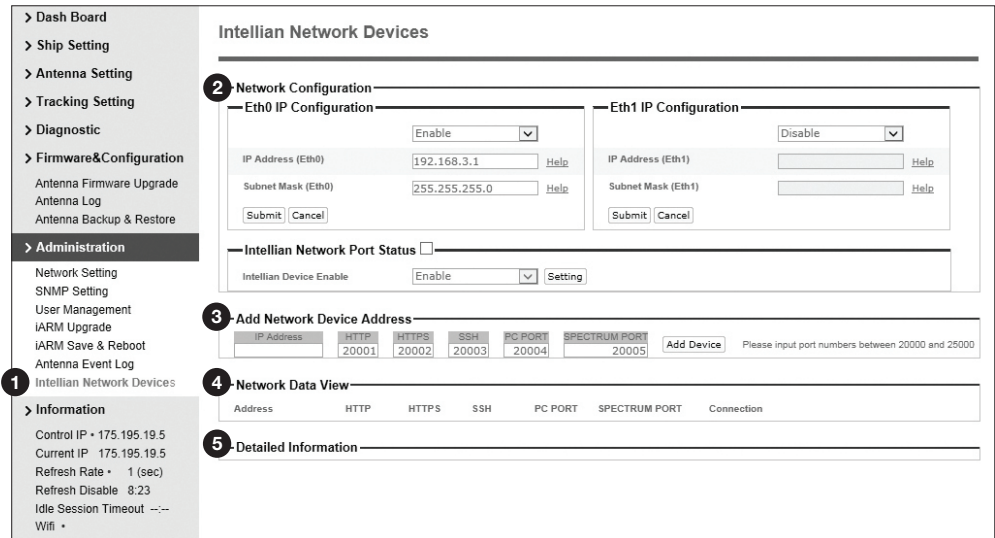 > Dash Board
> Ship Setting
> Antenna Setting
> Tracking Setting
> Diagnostic
> Firmware&Configuration
Antenna Firmware Upgrade
Antenna Log
Antenna Backup & Restore
> Administration
Network Setting
SNMP Setting
User Management
iARM Upgrade
iARM Save & Reboot
Antenna Event Log
1 Intellian Network Devices
> Information
Control IP • 175.195.19.5
Current IP 175.195.19.5
Refresh Rate • 1 (sec)
Refresh Disable 8:23
Idle Session Timeout --:--
Wifi •
Intellian Network Devices
2 Network Configuration
Eth0 IP Configuration
Enable
IP Address (Eth0) 192.168.3.1 Help
Subnet Mask (Eth0) 255.255.255.0 Help
Submit Cancel
Eth1 IP Configuration
Disable
IP Address (Eth1) Help
Subnet Mask (Eth1) Help
Submit Cancel
Intellian Network Port Status
Intellian Device Enable Enable Setting
3 Add Network Device Address
IP Address HTTP HTTPS SSH PC PORT SPECTRUM PORT
20001 20002 20003 20004 20005 Add Device Please input port numbers between 20000 and 25000
4 Network Data View
Address HTTP HTTPS SSH PC PORT SPECTRUM PORT Connection
5 Detailed Information